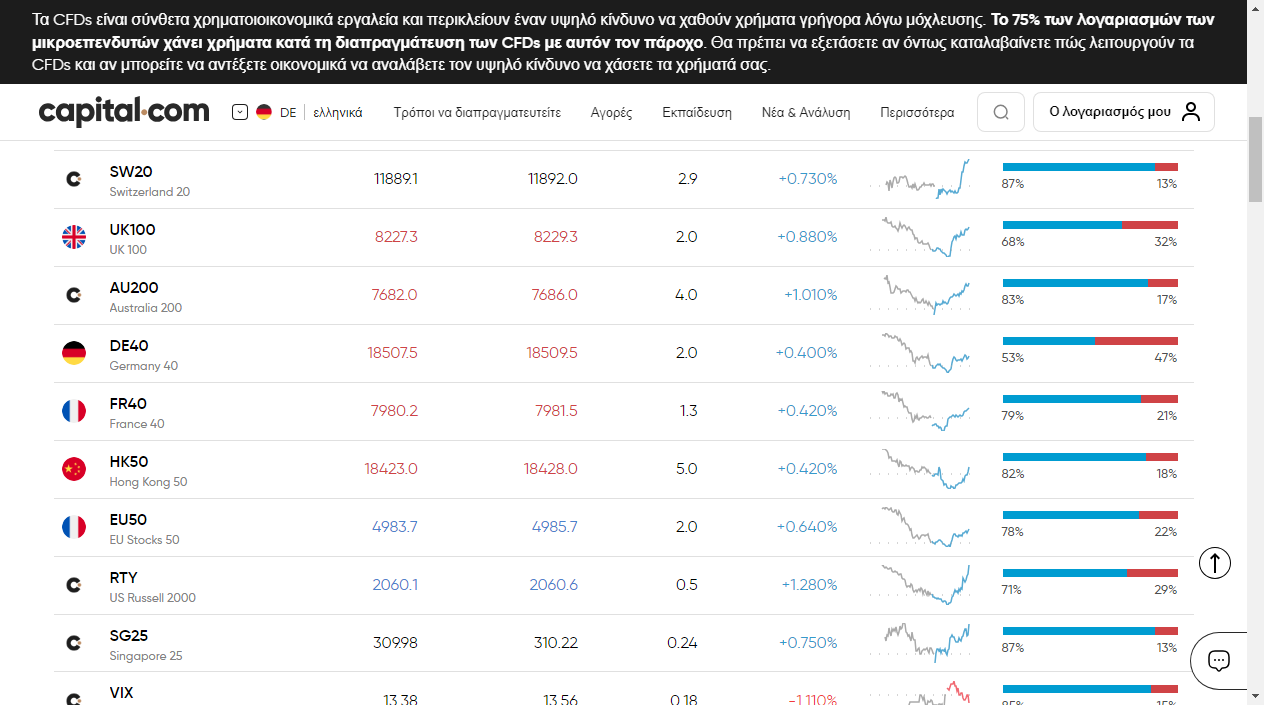 Τα CFDs είναι σύνθετα χρηματοιοικονομικά εργαλεία και περικλείουν έναν υψηλό κίνδυνο να χαθούν χρήματα γρήγορα λόγω μόχλευσης. Το 75% των λογαριασμών των
μικροεπενδυτών χάνει χρήματα κατά τη διαπραγμάτευση των CFDs με αυτόν τον πάροχο. Θα πρέπει να εξετάσετε αν όντως καταλαβαίνετε πώς λειτουργούν τα
CFDs και αν μπορείτε να αντέξετε οικονομικά να αναλάβετε τον υψηλό κίνδυνο να χάσετε τα χρήματά σας.
capital.com DE ελληνικά Τρόποι να διαπραγματευτείτε Αγορές Εκπαίδευση Νέα & Ανάλυση Περισσότερα Ο λογαριασμός μου
SW20 11889.1 11892.0 2.9 +0.730%
Switzerland 20 87% 13%
UK100 8227.3 8229.3 2.0 +0.880%
UK 100 68% 32%
AU200 7682.0 7686.0 4.0 +1.010%
Australia 200 83% 17%
DE40 18507.5 18509.5 2.0 +0.400%
Germany 40 53% 47%
FR40 7980.2 7981.5 1.3 +0.420%
France 40 79% 21%
HK50 18423.0 18428.0 5.0 +0.420%
Hong Kong 50 82% 18%
EU50 4983.7 4985.7 2.0 +0.640%
EU Stocks 50 78% 22%
RTY 2060.1 2060.6 0.5 +1.280%
US Russell 2000 71% 29%
SG25 309.98 310.22 0.24 +0.750%
Singapore 25 87% 13%
VIX 13.38 13.56 0.18 -1.110%
85% 15%